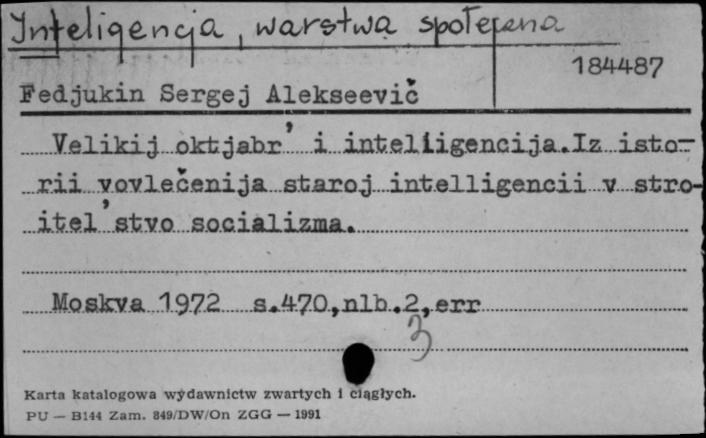 Inteligencja, warstwa społeczna
184487
Fedjukin Sergej Alekseevič
Velikij oktjabr' i inteliigencija.Iz isto-
rii vovlečenija staroj intelligencii v stro-
itel'stvo socializma.
Moskva 1972 s.470,nlb.2,err
3
Karta katalogowa wydawnictw zwartych i ciągłych.
PU — B144 Zam. 849/DW/On ZGG — 1991